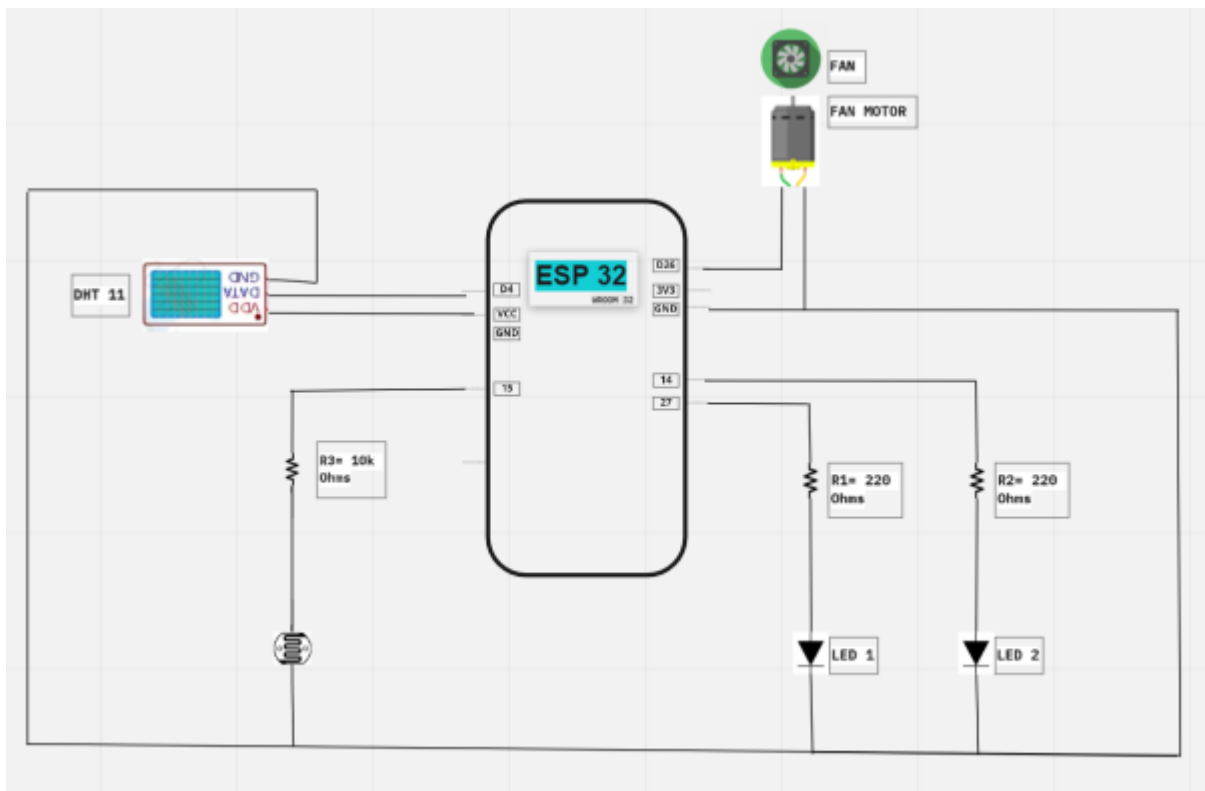 FAN
FAN MOTOR
DHT 11
GND
DATA
VDD
ESP 32
WROOM 32
D4
VCC
GND
15
D26
3V3
GND
14
27
R3= 10k
Ohms
R1= 220
Ohms
R2= 220
Ohms
LED 1
LED 2